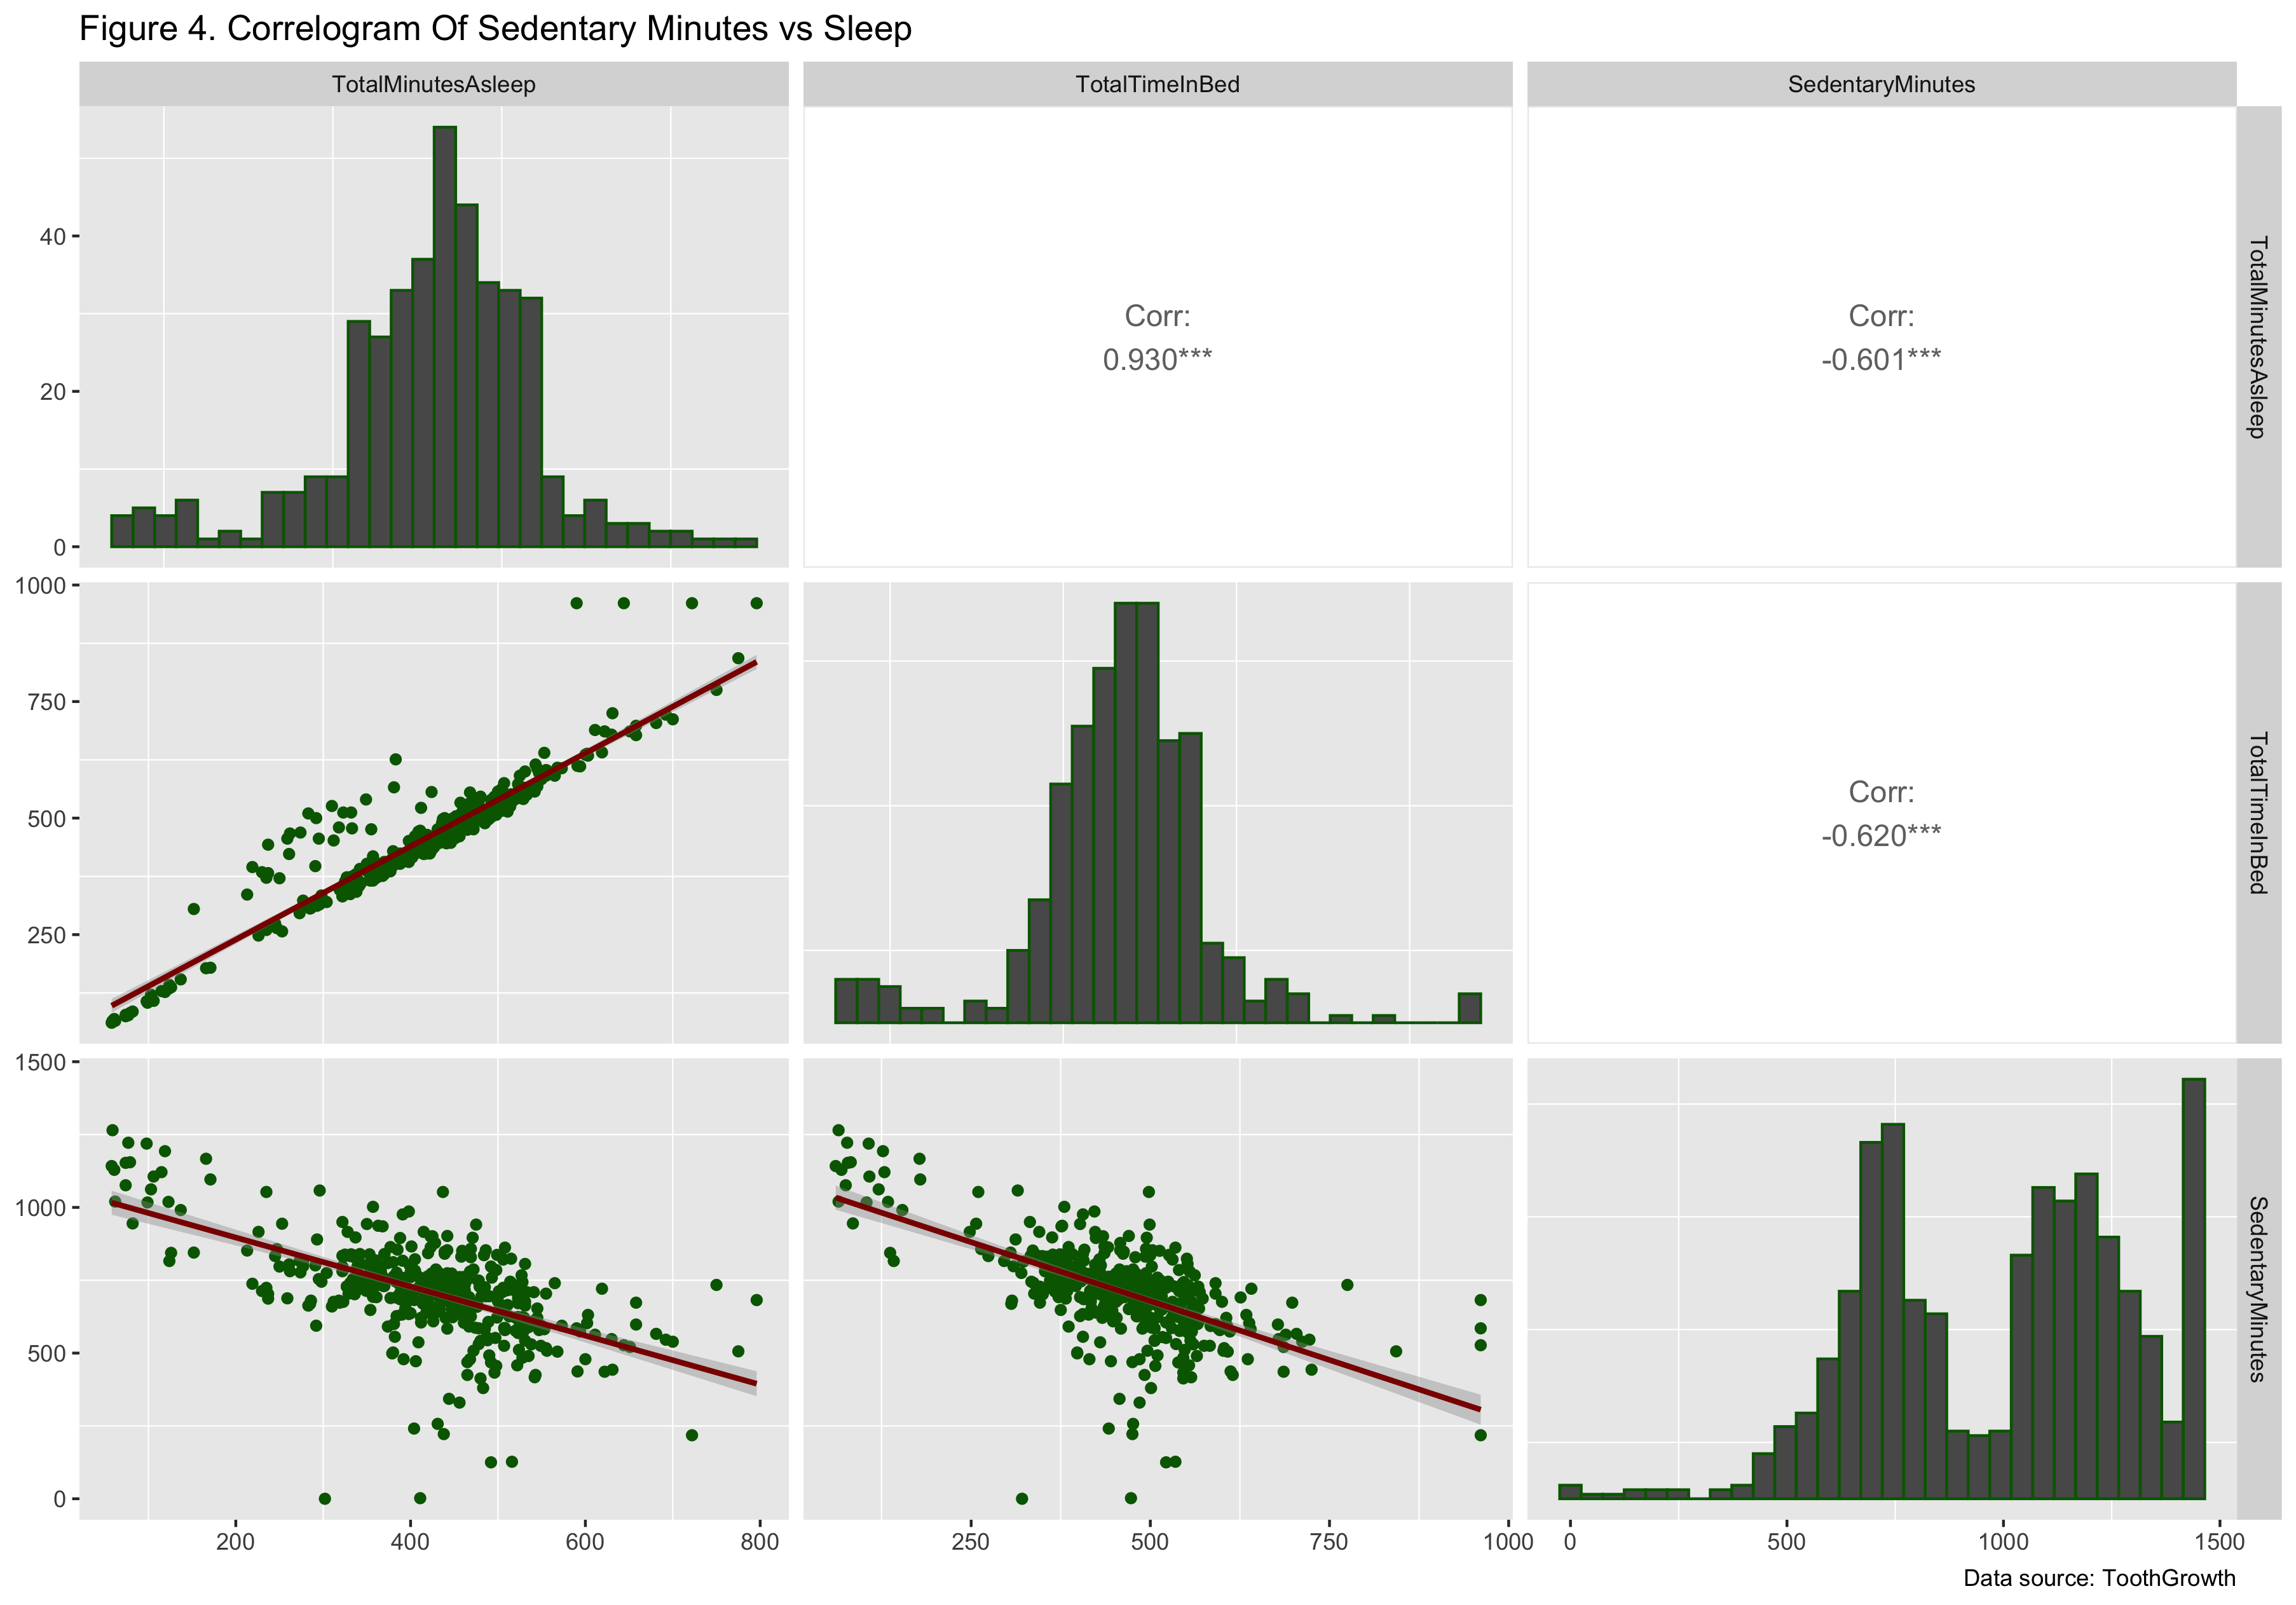 Figure 4. Correlogram Of Sedentary Minutes vs Sleep
TotalMinutesAsleep
TotalTimeInBed
SedentaryMinutes
40
20
0
Corr:
0.930***
Corr:
-0.601***
TotalMinutesAsleep
1000
750
500
250
Corr:
-0.620***
TotalTimeInBed
1500
1000
500
0
SedentaryMinutes
200
400
600
800
250
500
750
1000
0
500
1000
1500
Data source: ToothGrowth